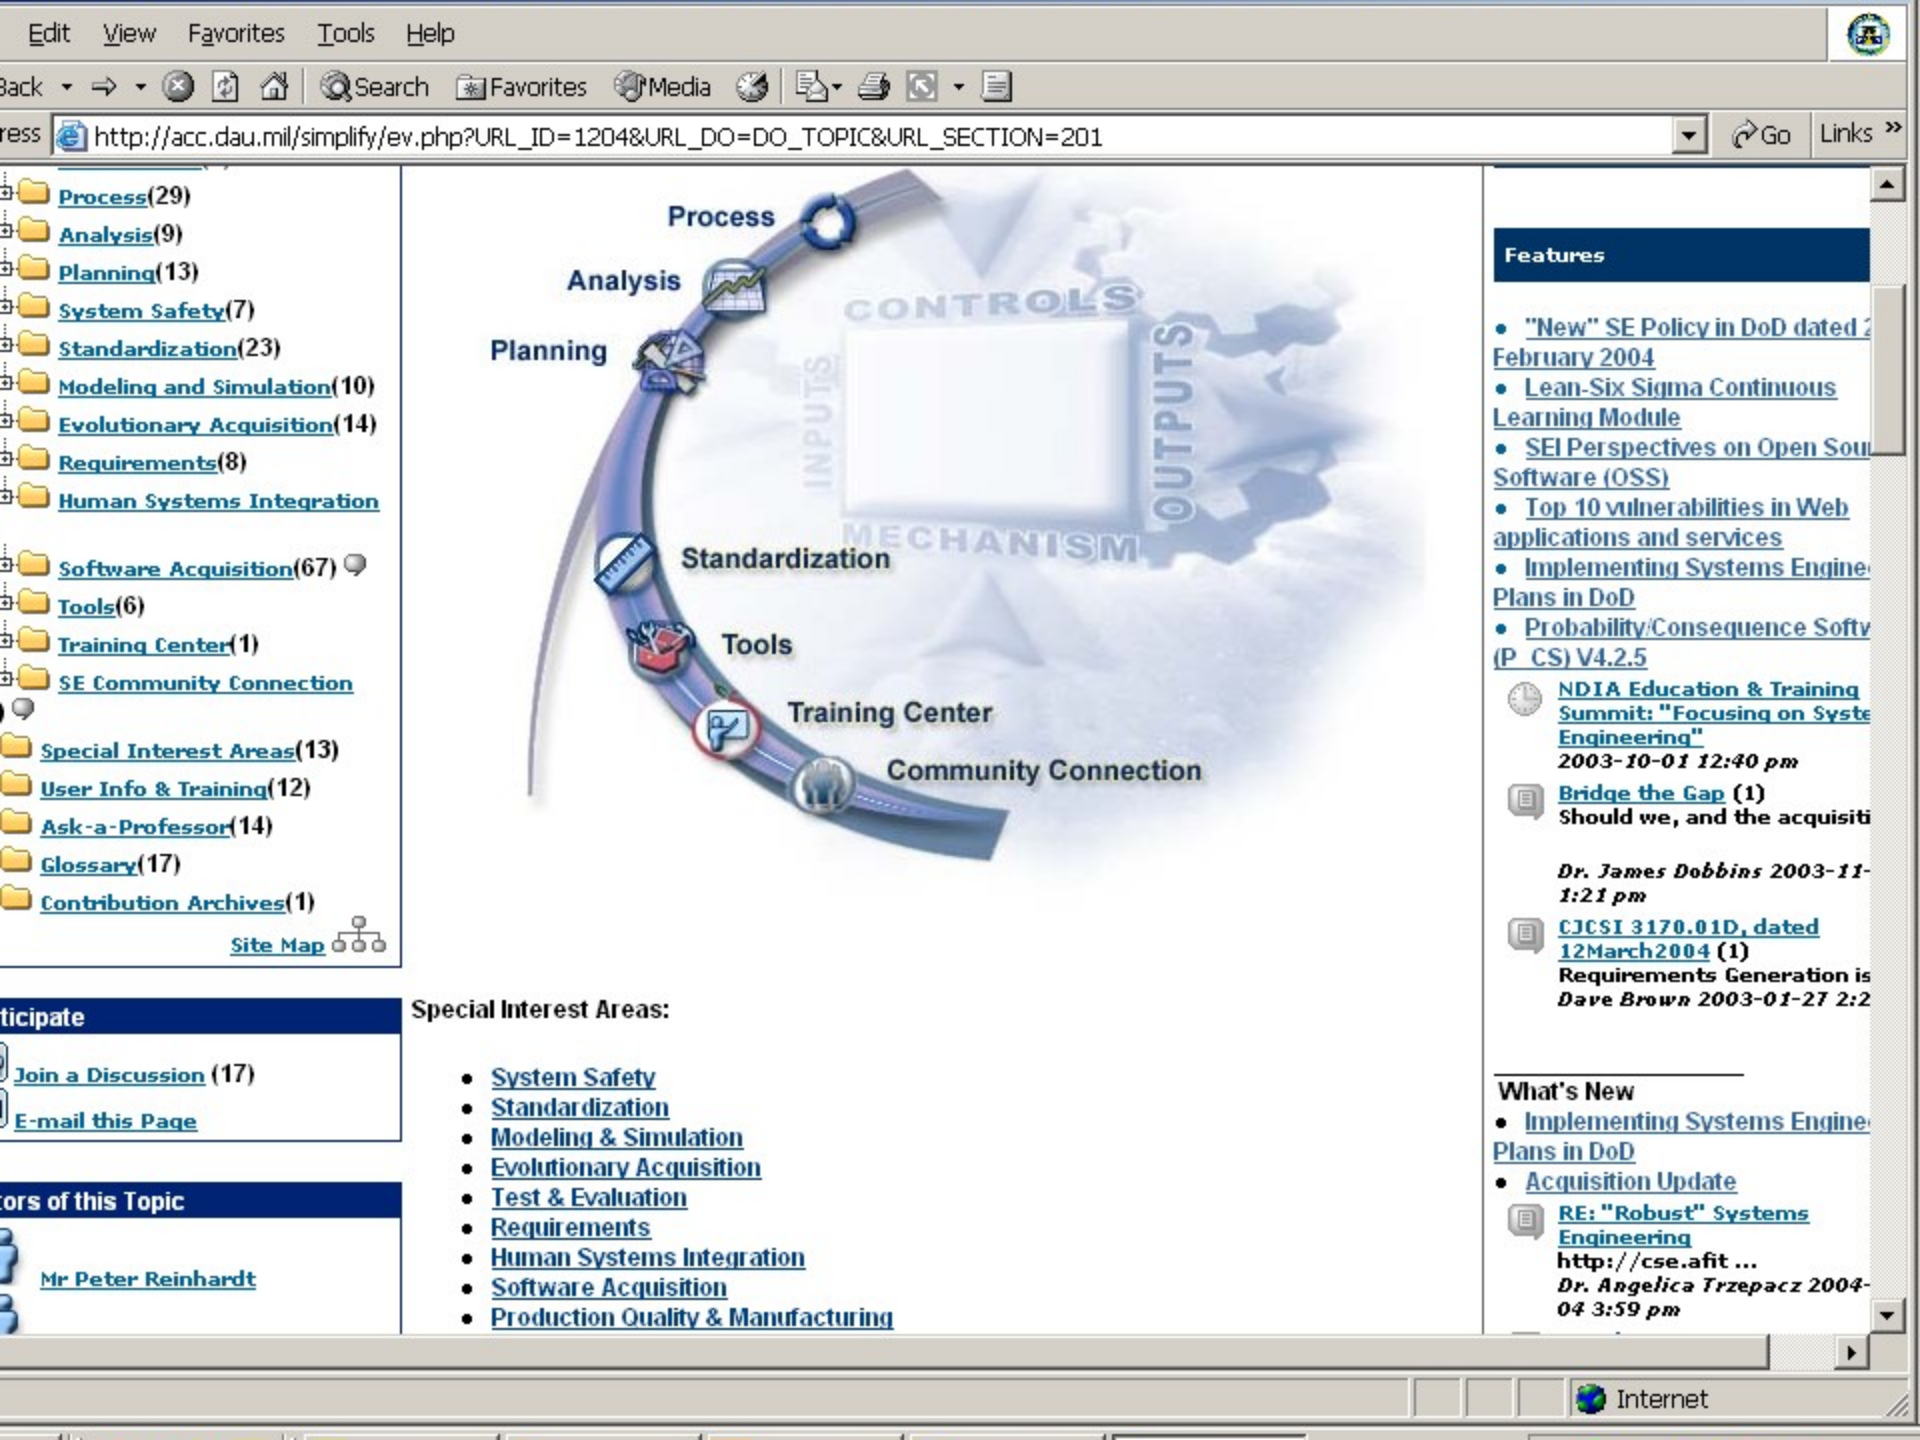 Edit View Favorites Tools Help
Back Search Favorites Media
ress http://acc.dau.mil/simplify/ev.php?URL_ID=1204&URL_DO=DO_TOPIC&URL_SECTION=201 Go Links »
Process(29)
Analysis(9)
Planning(13)
System Safety(7)
Standardization(23)
Modeling and Simulation(10)
Evolutionary Acquisition(14)
Requirements(8)
Human Systems Integration
Software Acquisition(67)
Tools(6)
Training Center(1)
SE Community Connection
)
Special Interest Areas(13)
User Info & Training(12)
Ask-a-Professor(14)
Glossary(17)
Contribution Archives(1)
Site Map
ticipate
Join a Discussion (17)
E-mail this Page
tors of this Topic
Mr Peter Reinhardt
Process
Analysis
Planning
CONTROLS
INPUTS
OUTPUTS
MECHANISM
Standardization
Tools
Training Center
Community Connection
Special Interest Areas:
• System Safety
• Standardization
• Modeling & Simulation
• Evolutionary Acquisition
• Test & Evaluation
• Requirements
• Human Systems Integration
• Software Acquisition
• Production Quality & Manufacturing
Features
• "New" SE Policy in DoD dated
February 2004
• Lean-Six Sigma Continuous
Learning Module
• SEI Perspectives on Open Sou
Software (OSS)
• Top 10 vulnerabilities in Web
applications and services
• Implementing Systems Engine
Plans in DoD
• Probability/Consequence Softw
(P_CS) V4.2.5
NDIA Education & Training
Summit: "Focusing on Syste
Engineering"
2003-10-01 12:40 pm
Bridge the Gap (1)
Should we, and the acquisiti
Dr. James Dobbins 2003-11-
1:21 pm
CJCSI 3170.01D, dated
12March2004 (1)
Requirements Generation is
Dave Brown 2003-01-27 2:2
What's New
• Implementing Systems Engine
Plans in DoD
• Acquisition Update
RE: "Robust" Systems
Engineering
http://cse.afit ...
Dr. Angelica Trzepacz 2004-
04 3:59 pm
Internet